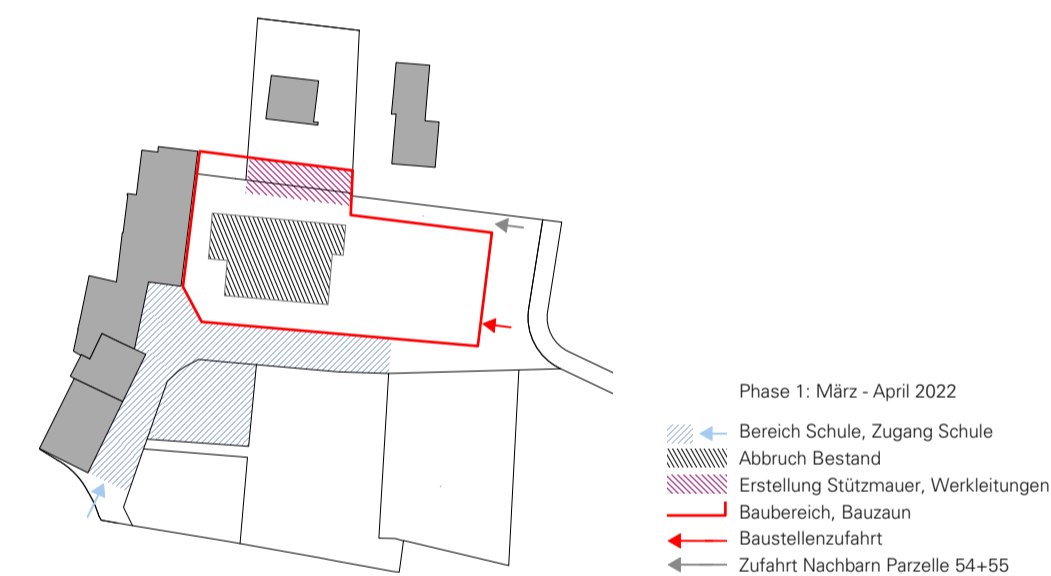 Phase 1: März - April 2022
Bereich Schule, Zugang Schule
Abbruch Bestand
Erstellung Stützmauer, Werkleitungen
Baubereich, Bauzaun
Baustellenzufahrt
Zufahrt Nachbarn Parzelle 54+55